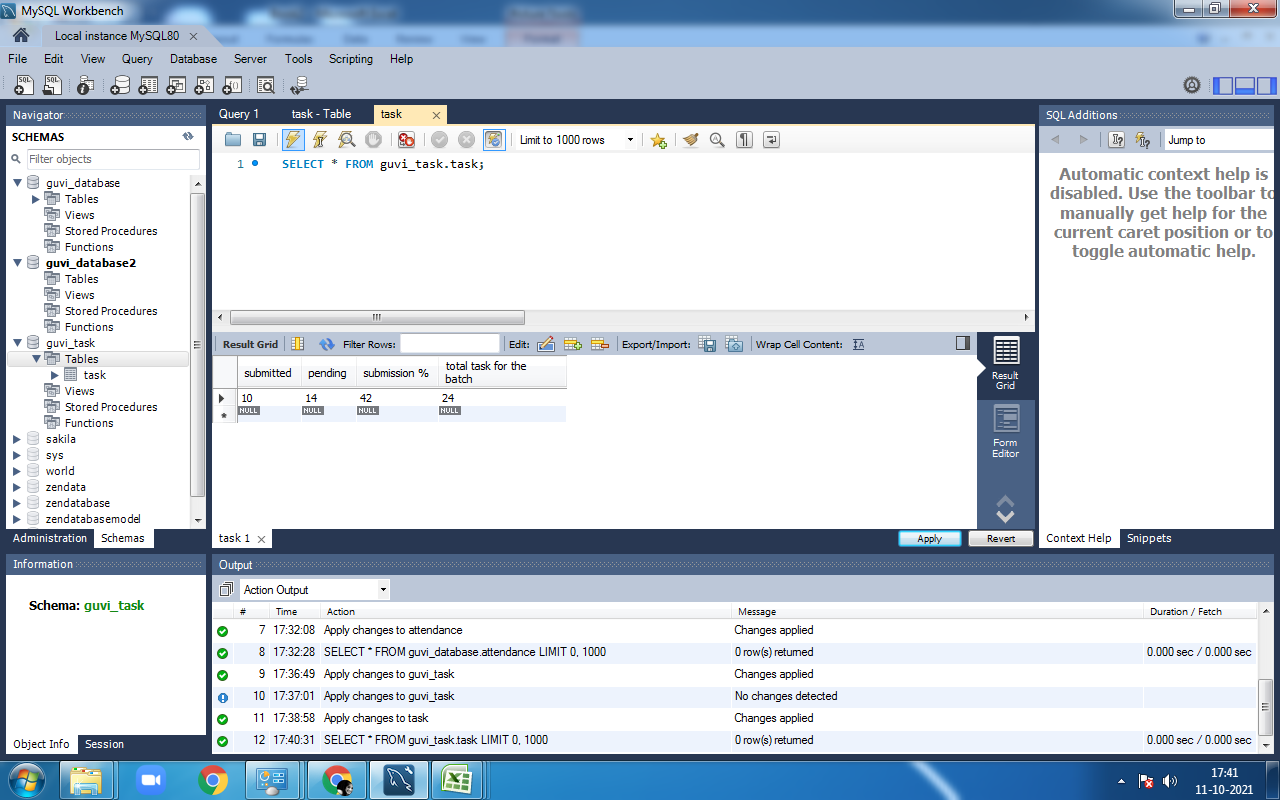 MySQL Workbench
Local instance MySQL80
File Edit View Query Database Server Tools Scripting Help
Navigator
SCHEMAS
Filter objects
guvi_database
Tables
Views
Stored Procedures
Functions
guvi_database2
Tables
Views
Stored Procedures
Functions
guvi_task
Tables
task
Views
Stored Procedures
Functions
sakila
sys
world
zendata
zendatabase
zendatabasemodel
Administration Schemas
Information
Schema: guvi_task
Object Info Session
Query 1 task - Table task
Limit to 1000 rows
1 SELECT * FROM guvi_task.task;
Result Grid Filter Rows: Edit: Export/Import: Wrap Cell Content:
submitted pending submission % total task for the
batch
10 14 42 24
NULL NULL NULL NULL
Result
Grid
Form
Editor
task 1 Apply Revert
SQL Additions
Jump to
Automatic context help is
disabled. Use the toolbar to
manually get help for the
current caret position or to
toggle automatic help.
Context Help Snippets
Output
Action Output
# Time Action Message Duration / Fetch
7 17:32:08 Apply changes to attendance Changes applied
8 17:32:28 SELECT * FROM guvi_database.attendance LIMIT 0, 1000 0 row(s) returned 0.000 sec / 0.000 sec
9 17:36:49 Apply changes to guvi_task Changes applied
10 17:37:01 Apply changes to guvi_task No changes detected
11 17:38:58 Apply changes to task Changes applied
12 17:40:31 SELECT * FROM guvi_task.task LIMIT 0, 1000 0 row(s) returned 0.000 sec / 0.000 sec
17:41
11-10-2021